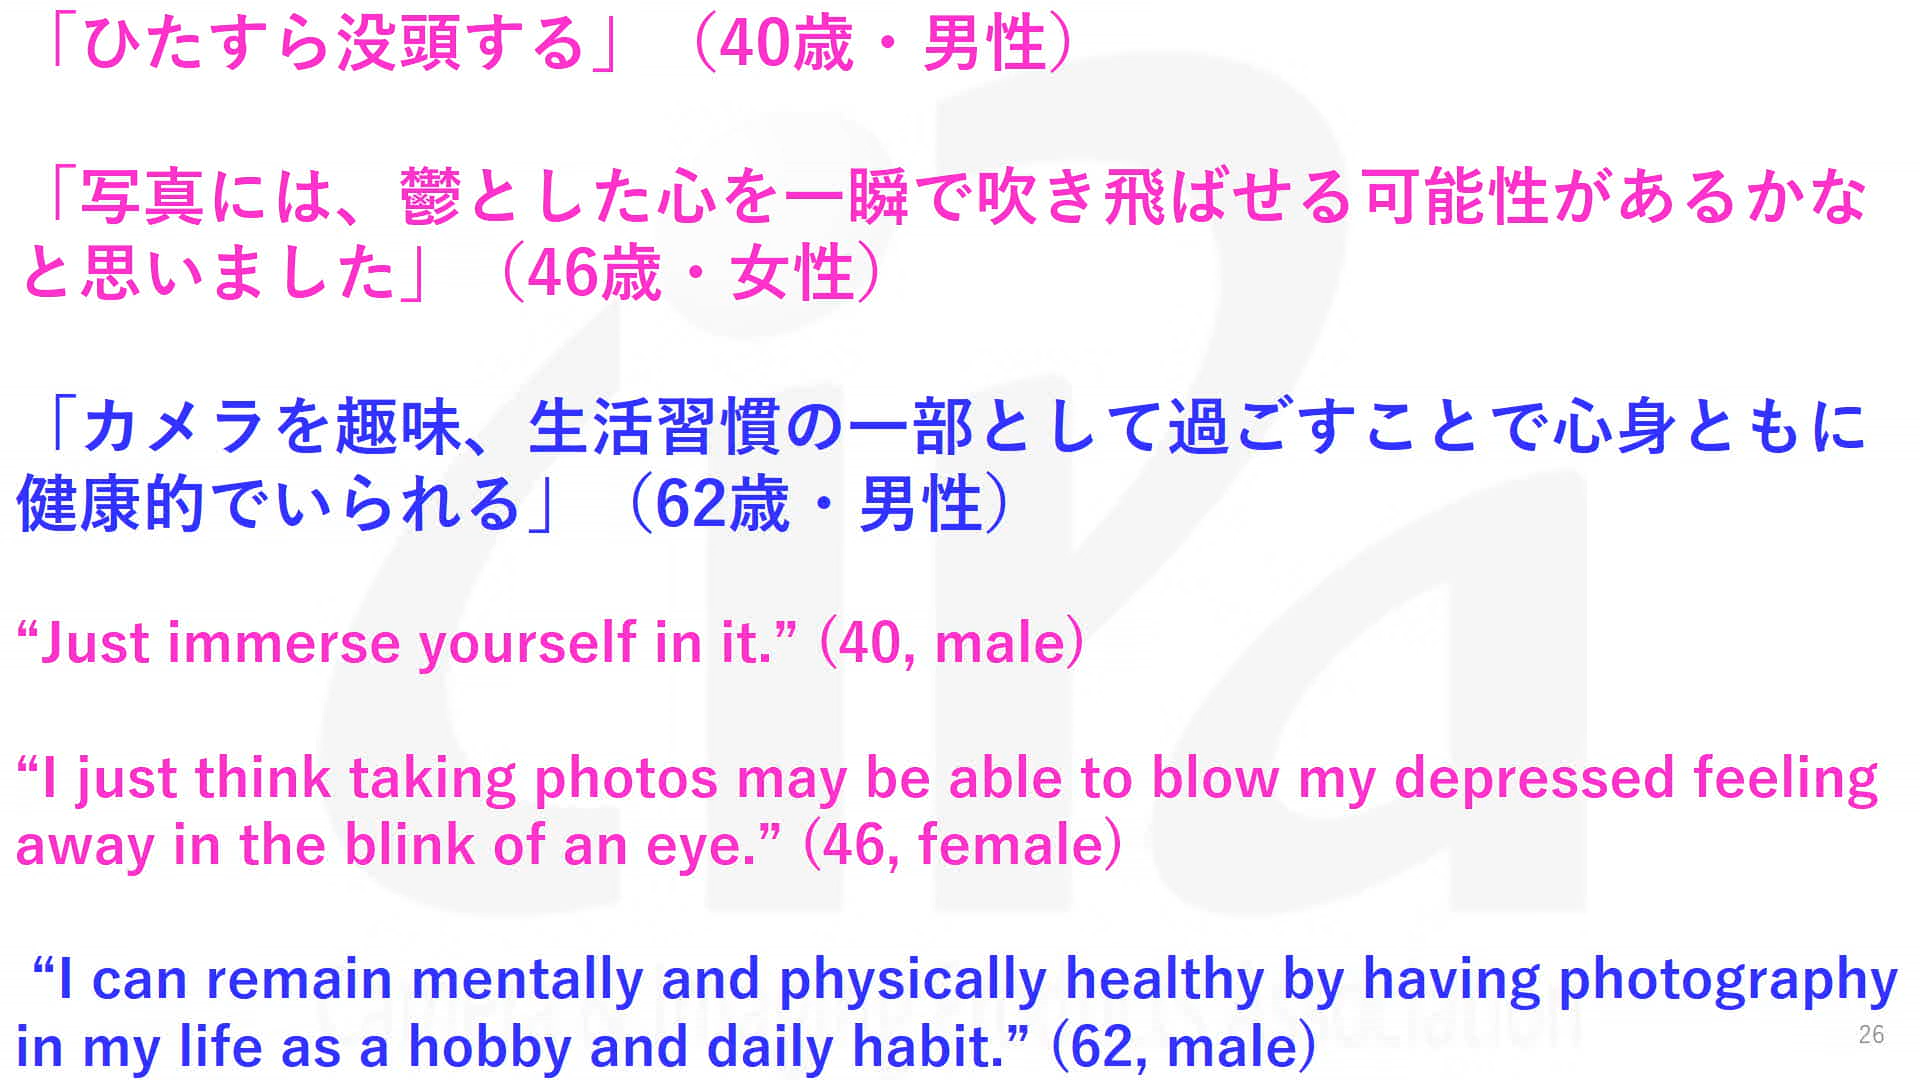 「ひたすら没頭する」（40歳・男性）
「写真には、鬱とした心を一瞬で吹き飛ばせる可能性があるかな
と思いました」（46歳・女性）
「カメラを趣味、生活習慣の一部として過ごすことで心身ともに
健康的でいられる」（62歳・男性）
“Just immerse yourself in it.” (40, male)
“I just think taking photos may be able to blow my depressed feeling
away in the blink of an eye.” (46, female)
“I can remain mentally and physically healthy by having photography
in my life as a hobby and daily habit.” (62, male)
26